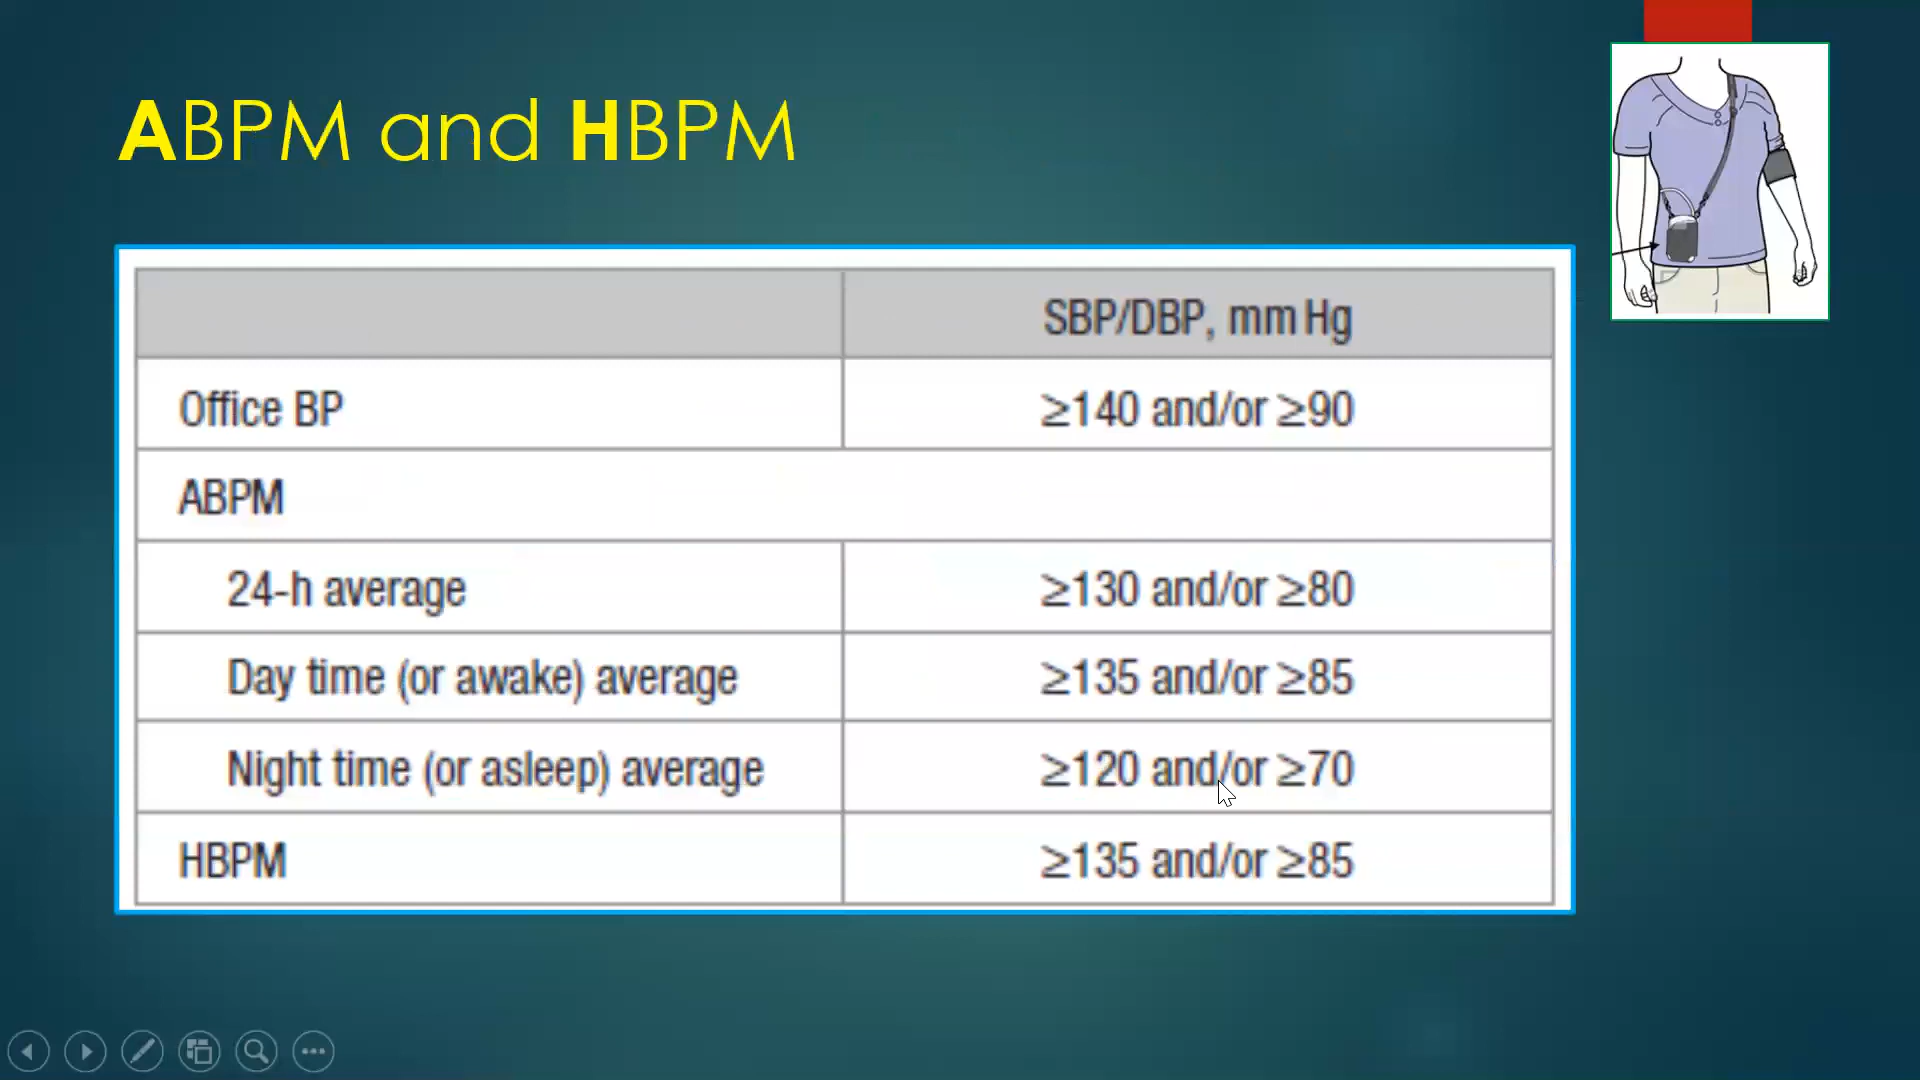 ABPM and HBPM
SBP/DBP, mm Hg
Office BP ≥140 and/or ≥90
ABPM
24-h average ≥130 and/or ≥80
Day time (or awake) average ≥135 and/or ≥85
Night time (or asleep) average ≥120 and/or ≥70
HBPM ≥135 and/or ≥85